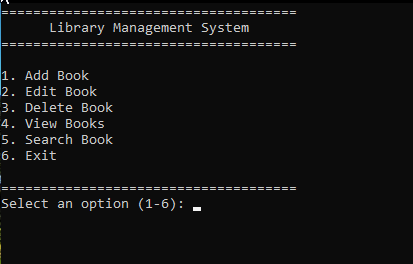 =====================================
Library Management System
=====================================
1. Add Book
2. Edit Book
3. Delete Book
4. View Books
5. Search Book
6. Exit
=====================================
Select an option (1-6):